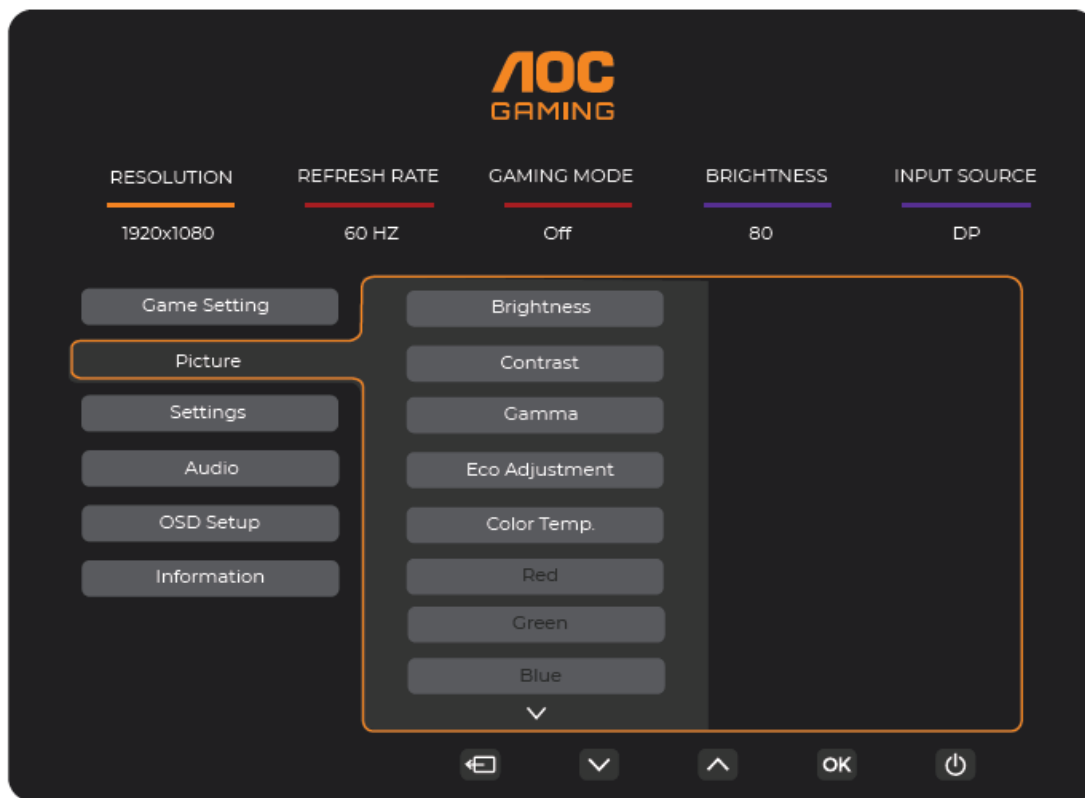 AOC
GAMING
RESOLUTION
REFRESH RATE
GAMING MODE
BRIGHTNESS
INPUT SOURCE
1920x1080
60 HZ
Off
80
DP
Game Setting
Picture
Settings
Audio
OSD Setup
Information
Brightness
Contrast
Gamma
Eco Adjustment
Color Temp.
Red
Green
Blue
OK